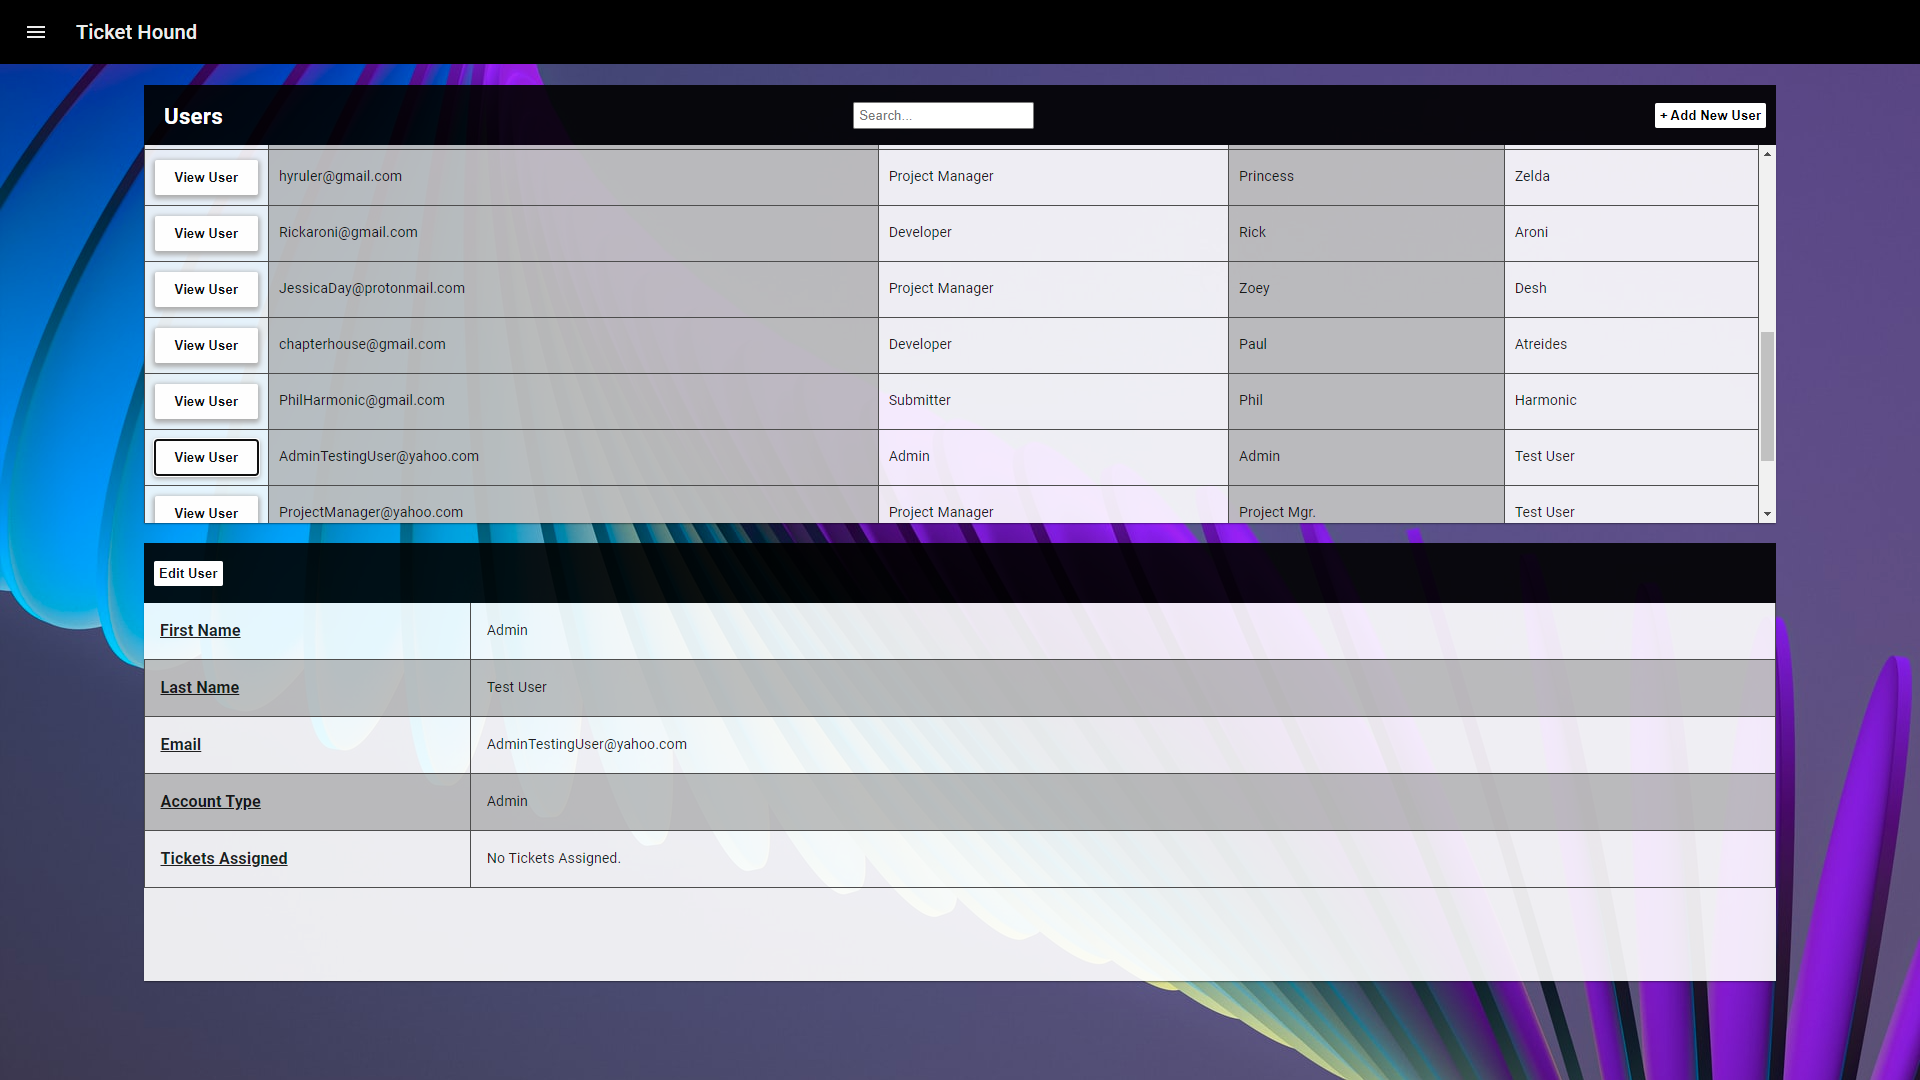 Ticket Hound
Users
Search...
+ Add New User
View User hyruler@gmail.com Project Manager Princess Zelda
View User Rickaroni@gmail.com Developer Rick Aroni
View User JessicaDay@protonmail.com Project Manager Zoey Desh
View User chapterhouse@gmail.com Developer Paul Atreides
View User PhilHarmonic@gmail.com Submitter Phil Harmonic
View User AdminTestingUser@yahoo.com Admin Admin Test User
View User ProjectManager@yahoo.com Project Manager Project Mgr. Test User
Edit User
First Name Admin
Last Name Test User
Email AdminTestingUser@yahoo.com
Account Type Admin
Tickets Assigned No Tickets Assigned.